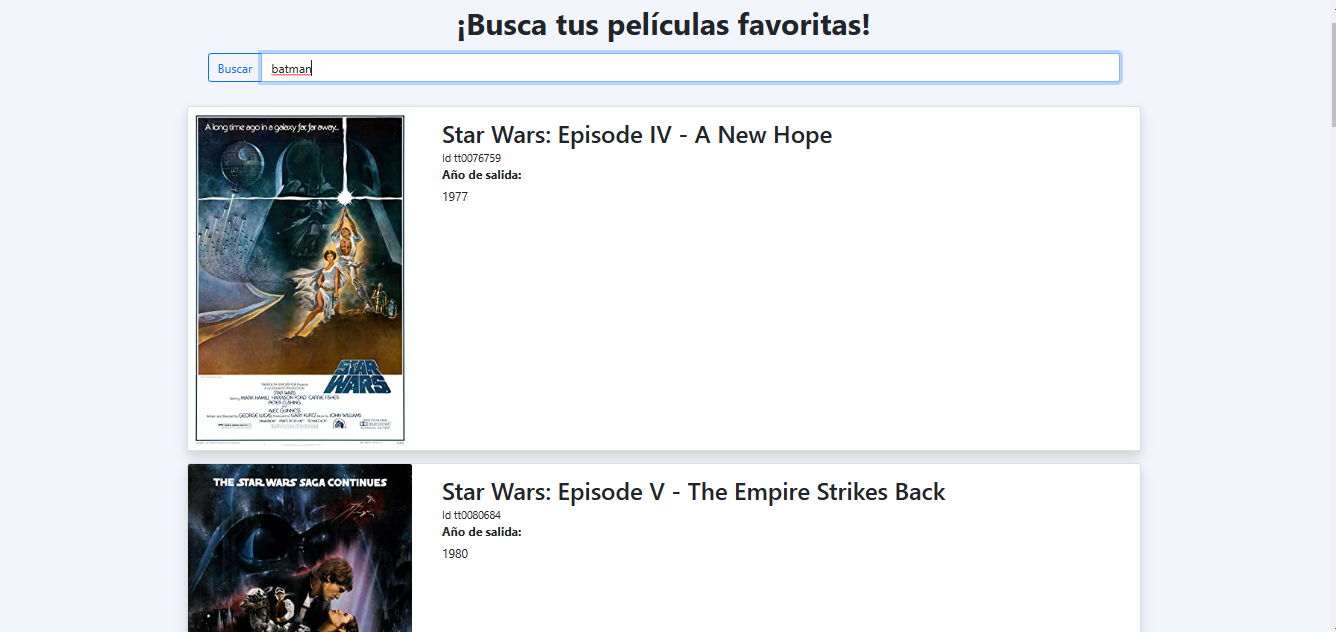 ¡Busca tus películas favoritas!
Buscar
batman
A long time ago in a galaxy far, far away...
STAR
WARS
Star Wars: Episode IV - A New Hope
Id tt0076759
Año de salida:
1977
THE STAR WARS SAGA CONTINUES
Star Wars: Episode V - The Empire Strikes Back
Id tt0080684
Año de salida:
1980